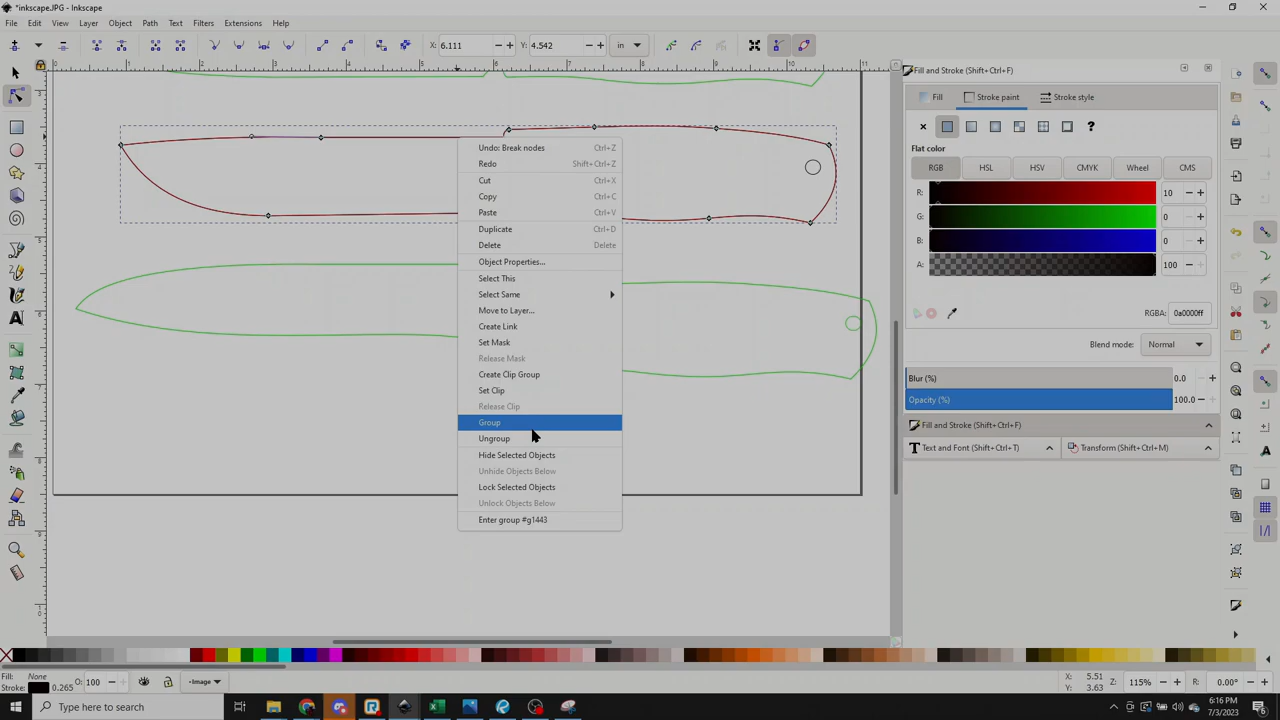 *inkscape.JPG - Inkscape
File Edit View Layer Object Path Text Filters Extensions Help
X: 6.111 Y: 4.542 in
Fill and Stroke (Shift+Ctrl+F)
Fill Stroke paint Stroke style
Flat color
RGB HSL HSV CMYK Wheel CMS
R: 10
G: 0
B: 0
A: 100
RGBA: 0a0000ff
Blend mode: Normal
Blur (%) 0.0
Opacity (%) 100.0
Fill and Stroke (Shift+Ctrl+F)
Text and Font (Shift+Ctrl+T) Transform (Shift+Ctrl+M)
Undo: Break nodes Ctrl+Z
Redo Shift+Ctrl+Z
Cut Ctrl+X
Copy Ctrl+C
Paste Ctrl+V
Duplicate Ctrl+D
Delete Delete
Object Properties...
Select This
Select Same
Move to Layer...
Create Link
Set Mask
Release Mask
Create Clip Group
Set Clip
Release Clip
Group
Ungroup
Hide Selected Objects
Unhide Objects Below
Lock Selected Objects
Unlock Objects Below
Enter group #g1443
Fill:
Stroke: 0.265 O: 100 Image X: 5.51 Y: 3.63 Z: 115% R: 0.00°
Type here to search
6:16 PM
7/3/2023